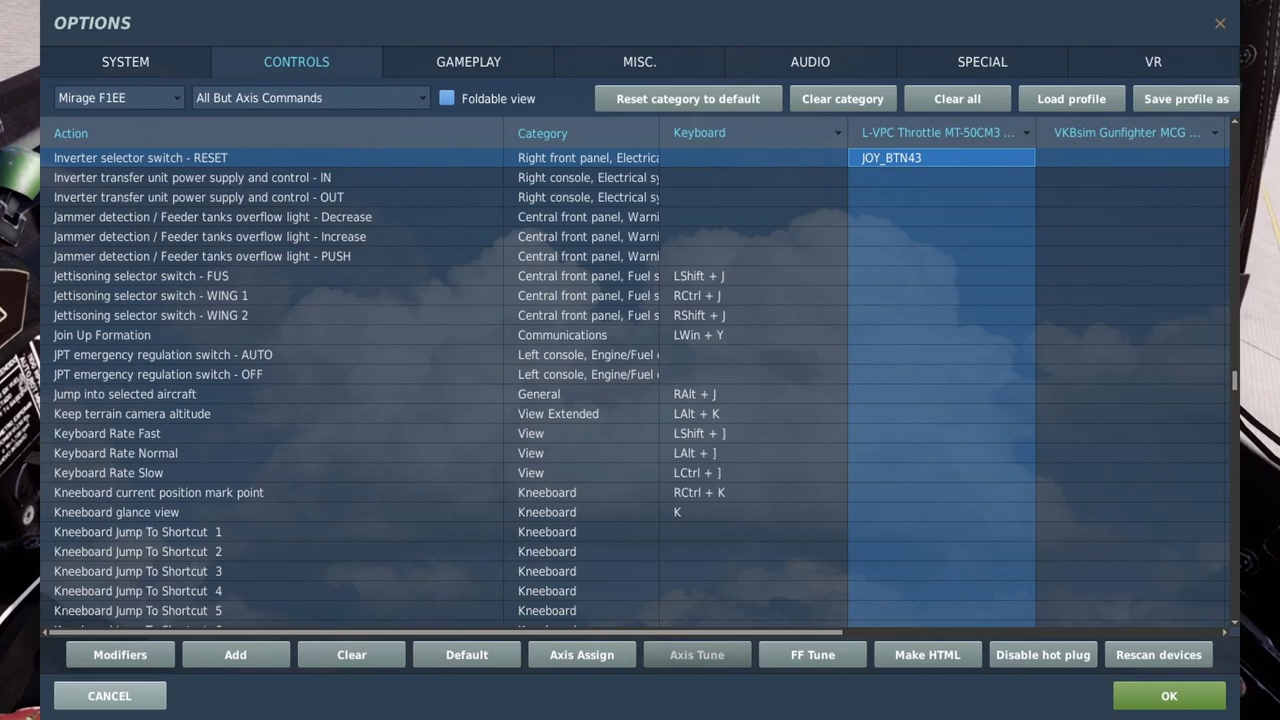 OPTIONS
SYSTEM CONTROLS GAMEPLAY MISC. AUDIO SPECIAL VR
Mirage F1EE All But Axis Commands Foldable view Reset category to default Clear category Clear all Load profile Save profile as
Action Category Keyboard L-VPC Throttle MT-50CM3 ... VKBsim Gunfighter MCG ...
Inverter selector switch - RESET Right front panel, Electrica JOY_BTN43
Inverter transfer unit power supply and control - IN Right console, Electrical sy
Inverter transfer unit power supply and control - OUT Right console, Electrical sy
Jammer detection / Feeder tanks overflow light - Decrease Central front panel, Warni
Jammer detection / Feeder tanks overflow light - Increase Central front panel, Warni
Jammer detection / Feeder tanks overflow light - PUSH Central front panel, Warni
Jettisoning selector switch - FUS Central front panel, Fuel s LShift + J
Jettisoning selector switch - WING 1 Central front panel, Fuel s RCtrl + J
Jettisoning selector switch - WING 2 Central front panel, Fuel s RShift + J
Join Up Formation Communications LWin + Y
JPT emergency regulation switch - AUTO Left console, Engine/Fuel
JPT emergency regulation switch - OFF Left console, Engine/Fuel
Jump into selected aircraft General RAlt + J
Keep terrain camera altitude View Extended LAlt + K
Keyboard Rate Fast View LShift + ]
Keyboard Rate Normal View LAlt + ]
Keyboard Rate Slow View LCtrl + ]
Kneeboard current position mark point Kneeboard RCtrl + K
Kneeboard glance view Kneeboard K
Kneeboard Jump To Shortcut 1 Kneeboard
Kneeboard Jump To Shortcut 2 Kneeboard
Kneeboard Jump To Shortcut 3 Kneeboard
Kneeboard Jump To Shortcut 4 Kneeboard
Kneeboard Jump To Shortcut 5 Kneeboard
Modifiers Add Clear Default Axis Assign Axis Tune FF Tune Make HTML Disable hot plug Rescan devices
CANCEL OK